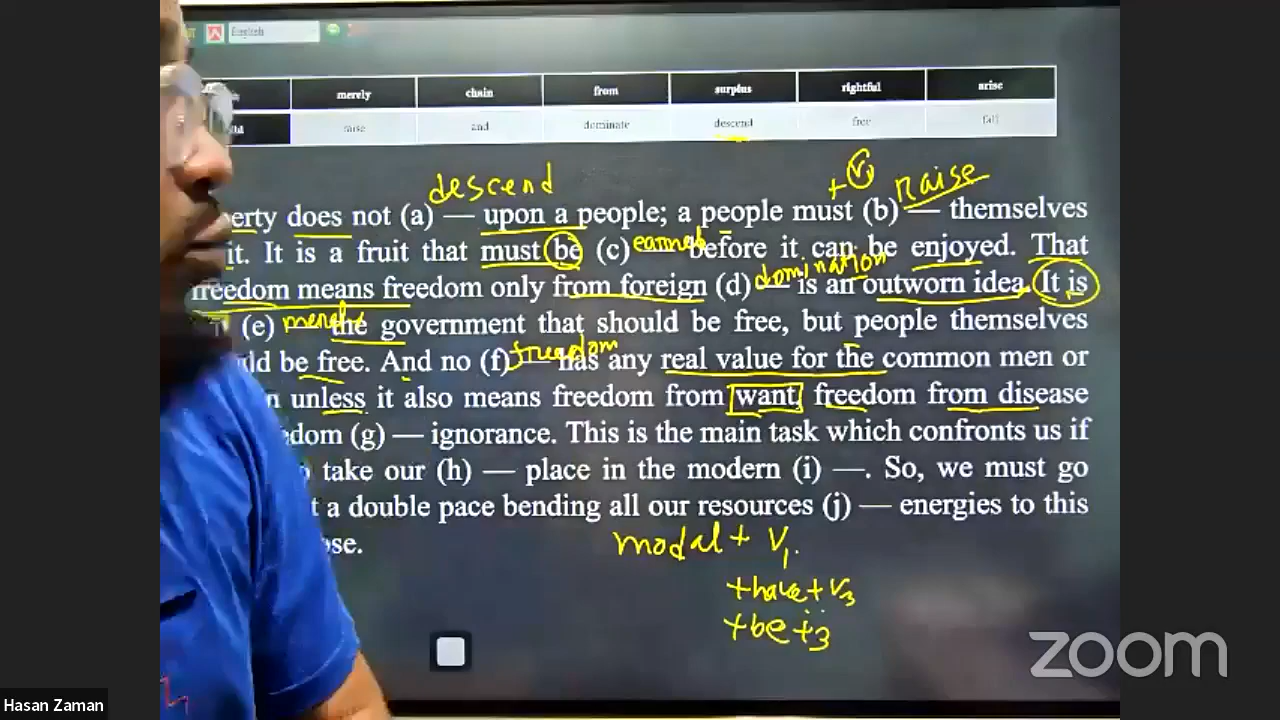 English
merely chain from surplus rightful arise
raise and dominate descend free fall
descend + V1 raise
does not (a) — upon a people; a people must (b) — themselves
it. It is a fruit that must be (c) earned — before it can be enjoyed. That
freedom means freedom only from foreign (d) domination — is an outworn idea. It is
(e) merely the government that should be free, but people themselves
be free. And no (f) freedom — has any real value for the common men or
unless it also means freedom from want, freedom from disease
(g) — ignorance. This is the main task which confronts us if
take our (h) — place in the modern (i) —. So, we must go
a double pace bending all our resources (j) — energies to this
modal + V1.
+have+V3
+be+3
zoom
Hasan Zaman